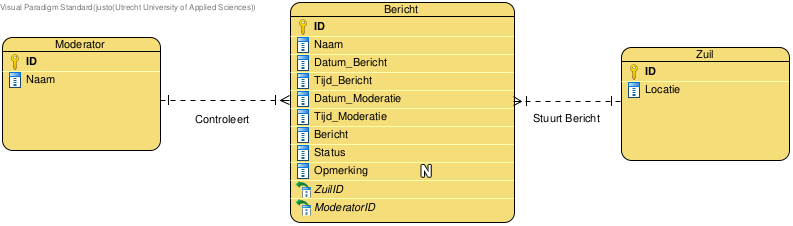 Visual Paradigm Standard(justo(Utrecht University of Applied Sciences))
Moderator
ID
Naam
Controleert
Bericht
ID
Naam
Datum_Bericht
Tijd_Bericht
Datum_Moderatie
Tijd_Moderatie
Bericht
Status
Opmerking N
ZuilID
ModeratorID
Stuurt Bericht
Zuil
ID
Locatie